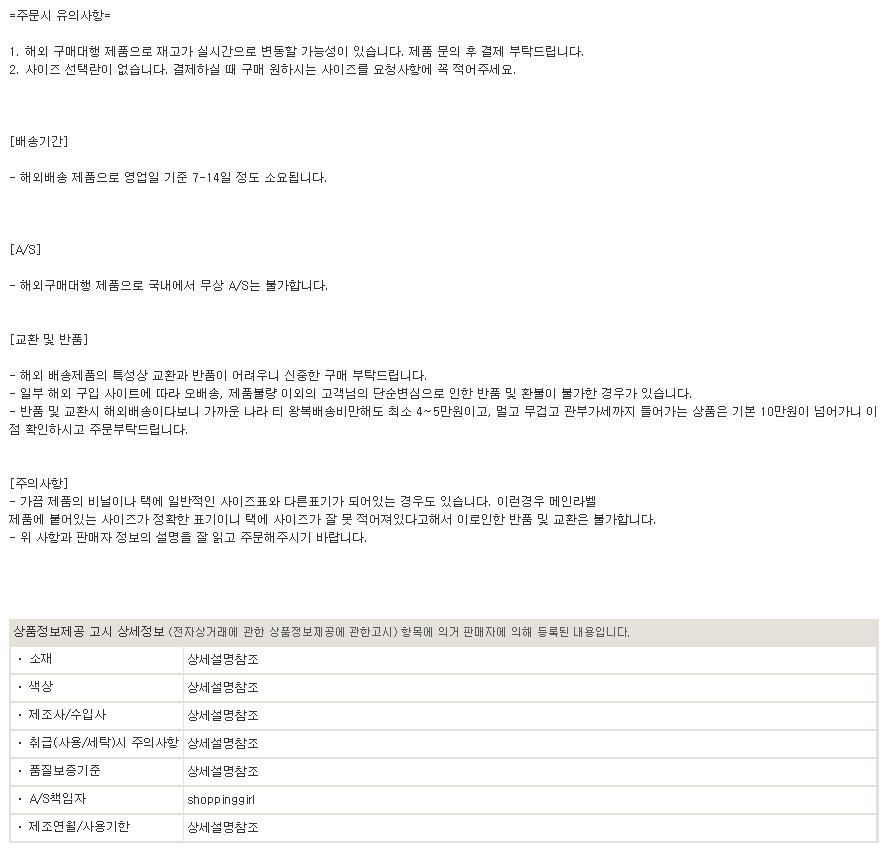 =주문시 유의사항=
1. 해외 구매대행 제품으로 재고가 실시간으로 변동할 가능성이 있습니다. 제품 문의 후 결제 부탁드립니다.
2. 사이즈 선택란이 없습니다. 결제하실 때 구매 원하시는 사이즈를 요청사항에 꼭 적어주세요.
[배송기간]
- 해외배송 제품으로 영업일 기준 7-14일 정도 소요됩니다.
[A/S]
- 해외구매대행 제품으로 국내에서 무상 A/S는 불가합니다.
[교환 및 반품]
- 해외 배송제품의 특성상 교환과 반품이 어려우니 신중한 구매 부탁드립니다.
- 일부 해외 구입 사이트에 따라 오배송, 제품불량 이외의 고객님의 단순변심으로 인한 반품 및 환불이 불가한 경우가 있습니다.
- 반품 및 교환시 해외배송이다보니 가까운 나라 티 왕복배송비만해도 최소 4~5만원이고, 멀고 무겁고 관부가세까지 들어가는 상품은 기본 10만원이 넘어가니 이
점 확인하시고 주문부탁드립니다.
[주의사항]
- 가끔 제품의 비닐이나 택에 일반적인 사이즈표와 다른표기가 되어있는 경우도 있습니다. 이런경우 메인라벨
제품에 붙어있는 사이즈가 정확한 표기이니 택에 사이즈가 잘 못 적어져있다고해서 이로인한 반품 및 교환은 불가합니다.
- 위 사항과 판매자 정보의 설명을 잘 읽고 주문해주시기 바랍니다.
상품정보제공 고시 상세정보 (전자상거래에 관한 상품정보제공에 관한고시) 항목에 의거 판매자에 의해 등록된 내용입니다.
· 소재 상세설명참조
· 색상 상세설명참조
· 제조사/수입사 상세설명참조
· 취급(사용/세탁)시 주의사항 상세설명참조
· 품질보증기준 상세설명참조
· A/S책임자 shoppinggirl
· 제조연월/사용기한 상세설명참조